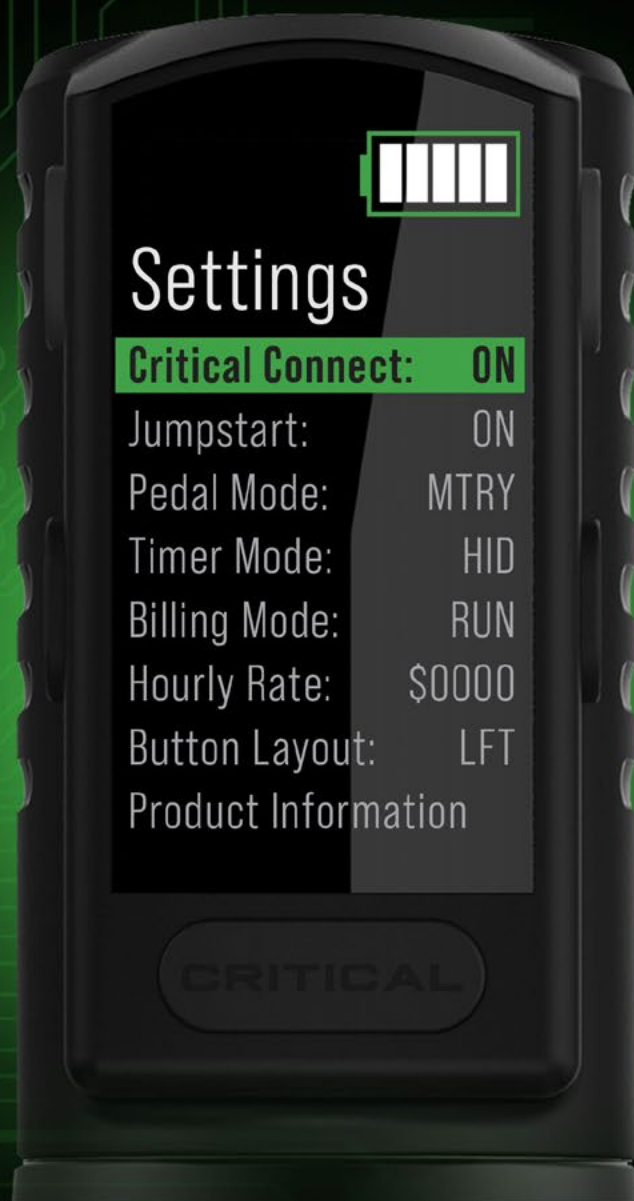 Settings
Critical Connect: ON
Jumpstart: ON
Pedal Mode: MTRY
Timer Mode: HID
Billing Mode: RUN
Hourly Rate: $0000
Button Layout: LFT
Product Information
CRITICAL